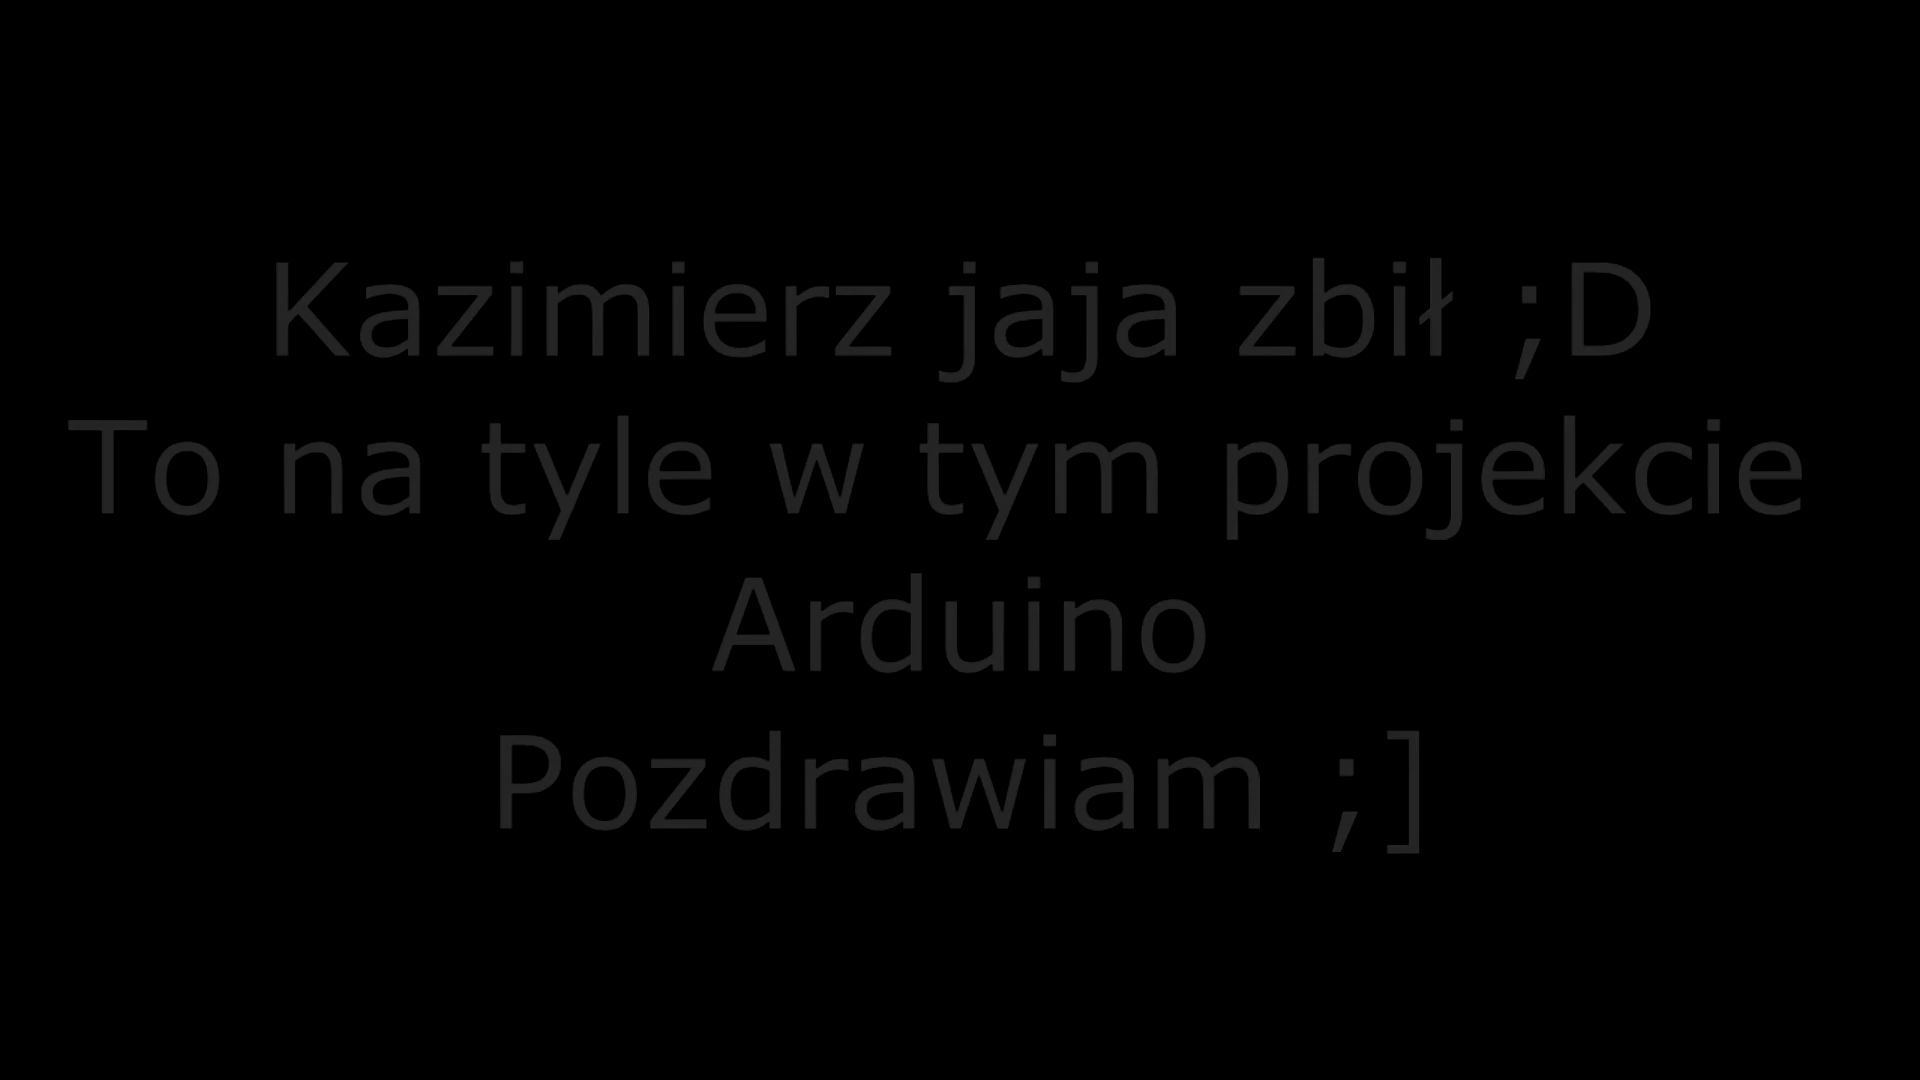 Kazimierz jaja zbił ;D
To na tyle w tym projekcie
Arduino
Pozdrawiam ;]